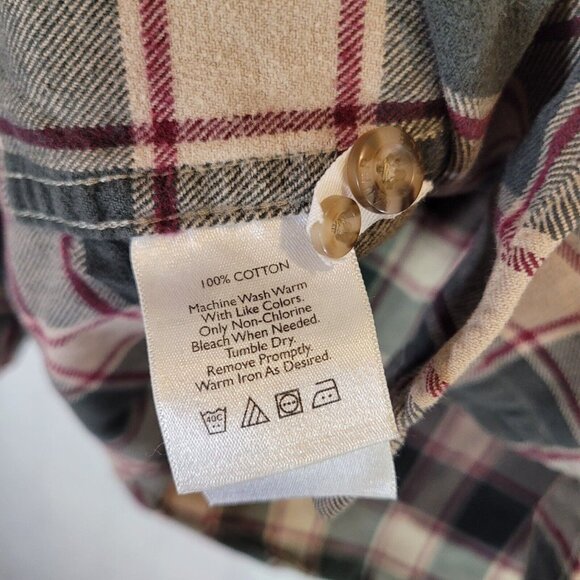 100% COTTON
Machine Wash Warm
With Like Colors.
Only Non-Chlorine
Bleach When Needed.
Tumble Dry.
Remove Promptly.
Warm Iron As Desired.
40C